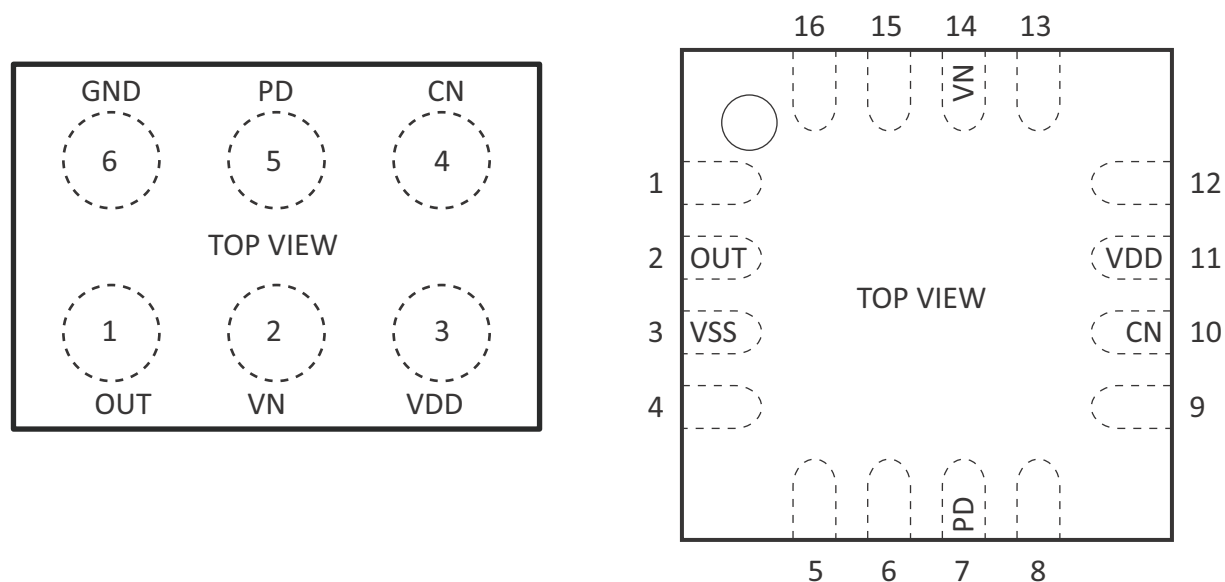 GND PD CN
6 5 4
TOP VIEW
1 2 3
OUT VN VDD
16 15 14 13
VN
1 12
2 OUT VDD 11
TOP VIEW
3 VSS CN 10
4 9
PD
5 6 7 8